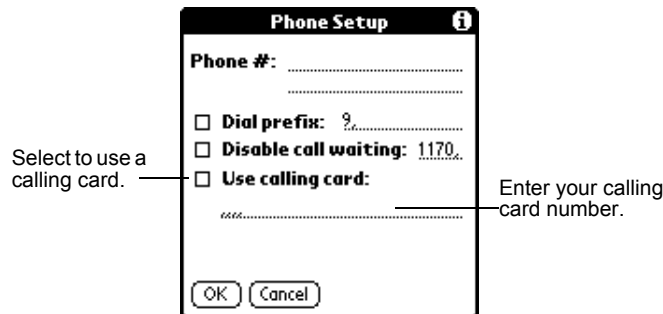 Phone Setup i
Phone #:
Dial prefix: 9,
Disable call waiting: 1170,
Select to use a
calling card.
Use calling card:
,,,,
Enter your calling
card number.
OK Cancel